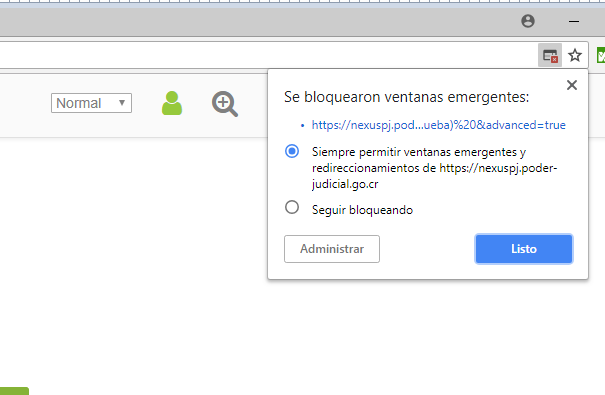 Normal
Se bloquearon ventanas emergentes:
https://nexuspj.pod...ueba)%20&advanced=true
Siempre permitir ventanas emergentes y
redireccionamientos de https://nexuspj.poder-
judicial.go.cr
Seguir bloqueando
Administrar
Listo